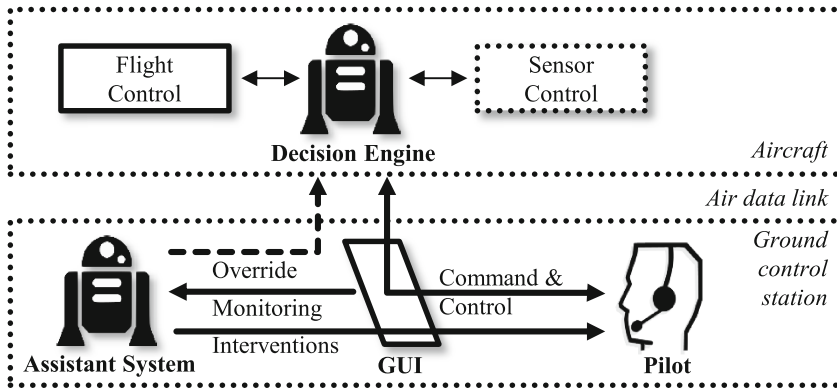 Flight
Control
Sensor
Control
Decision Engine
Aircraft
Air data link
Ground
control
station
Override
Monitoring
Interventions
Command &
Control
Assistant System
GUI
Pilot